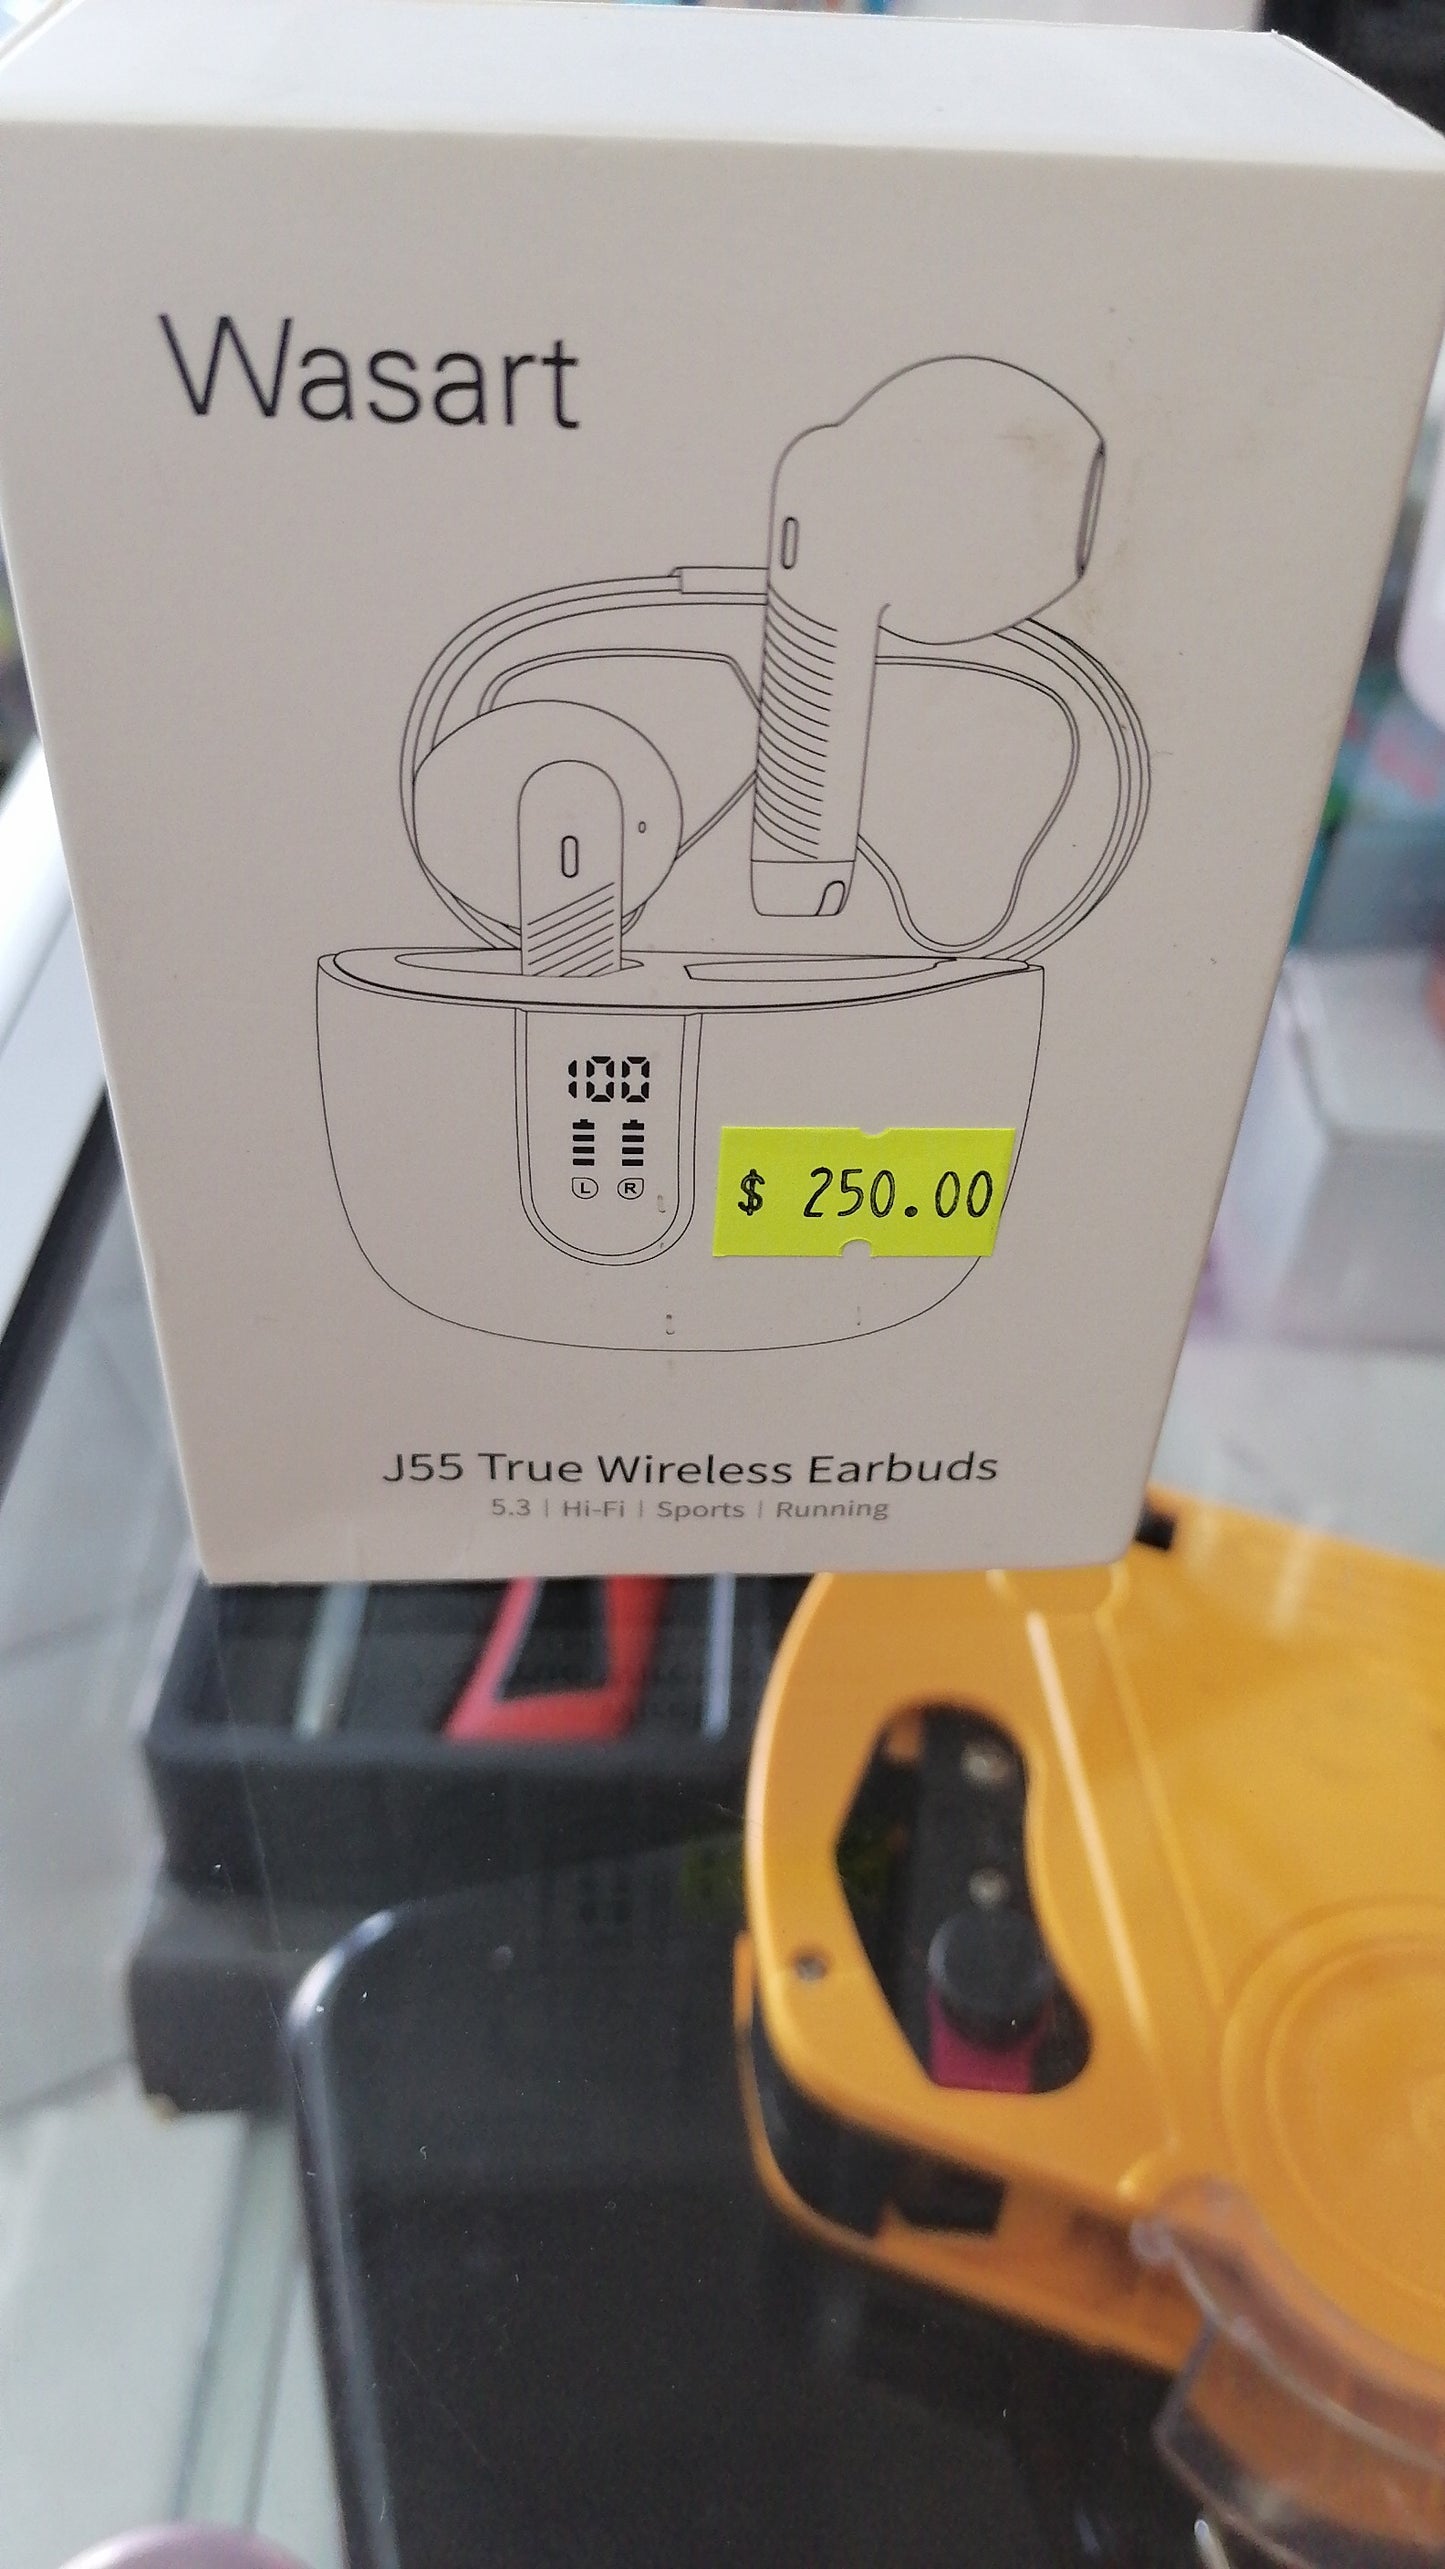 Wasart
100
L R
$ 250.00
J55 True Wireless Earbuds
5.3 | Hi-Fi | Sports | Running